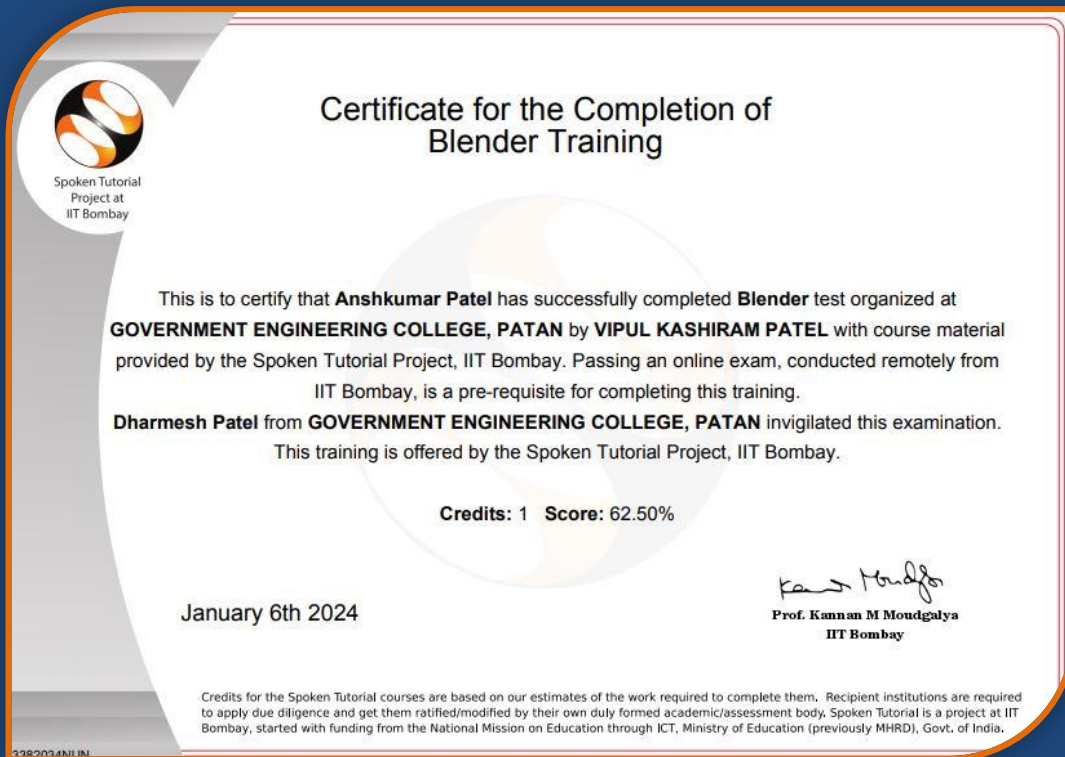 Spoken Tutorial
Project at
IIT Bombay
Certificate for the Completion of
Blender Training
This is to certify that Anshkumar Patel has successfully completed Blender test organized at
GOVERNMENT ENGINEERING COLLEGE, PATAN by VIPUL KASHIRAM PATEL with course material
provided by the Spoken Tutorial Project, IIT Bombay. Passing an online exam, conducted remotely from
IIT Bombay, is a pre-requisite for completing this training.
Dharmesh Patel from GOVERNMENT ENGINEERING COLLEGE, PATAN invigilated this examination.
This training is offered by the Spoken Tutorial Project, IIT Bombay.
Credits: 1 Score: 62.50%
January 6th 2024
Prof. Kannan M Moudgalya
IIT Bombay
Credits for the Spoken Tutorial courses are based on our estimates of the work required to complete them. Recipient institutions are required
to apply due diligence and get them ratified/modified by their own duly formed academic/assessment body. Spoken Tutorial is a project at IIT
Bombay, started with funding from the National Mission on Education through ICT, Ministry of Education (previously MHRD), Govt. of India.